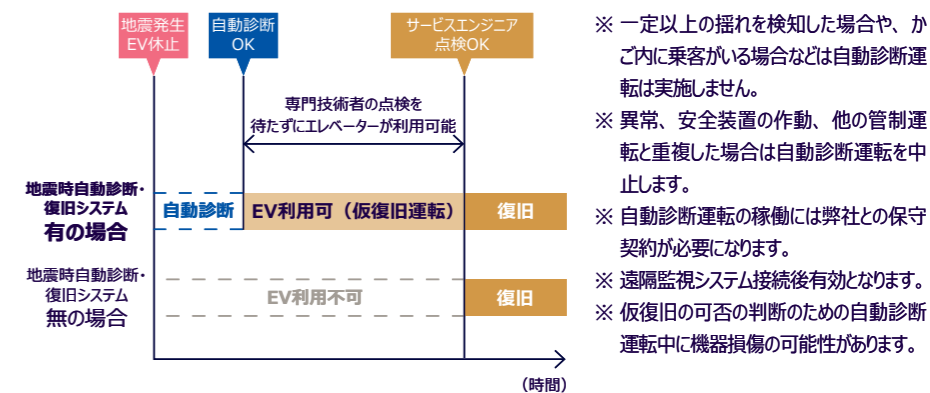 地震発生
EV休止
自動診断
OK
サービスエンジニア
点検OK
専門技術者の点検を
待たずにエレベーターが利用可能
地震時自動診断・
復旧システム
有の場合
自動診断
EV利用可（仮復旧運転）
復旧
地震時自動診断・
復旧システム
無の場合
EV利用不可
復旧
（時間）
※ 一定以上の揺れを検知した場合や、か
ご内に乗客がいる場合などは自動診断運
転は実施しません。
※ 異常、安全装置の作動、他の管制運
転と重複した場合は自動診断運転を中
止します。
※ 自動診断運転の稼働には弊社との保守
契約が必要になります。
※ 遠隔監視システム接続後有効となります。
※ 仮復旧の可否の判断のための自動診断
運転中に機器損傷の可能性があります。